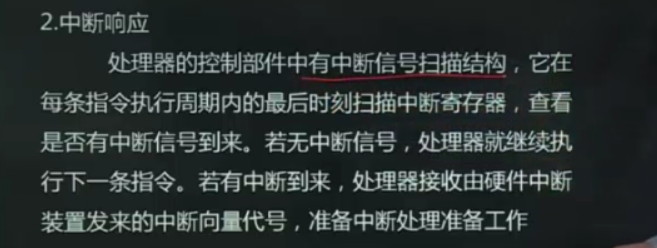 2.中断响应
处理器的控制部件中有中断信号扫描结构，它在
每条指令执行周期内的最后时刻扫描中断寄存器，查看
是否有中断信号到来。若无中断信号，处理器就继续执
行下一条指令。若有中断到来，处理器接收由硬件中断
装置发来的中断向量代号，准备中断处理准备工作